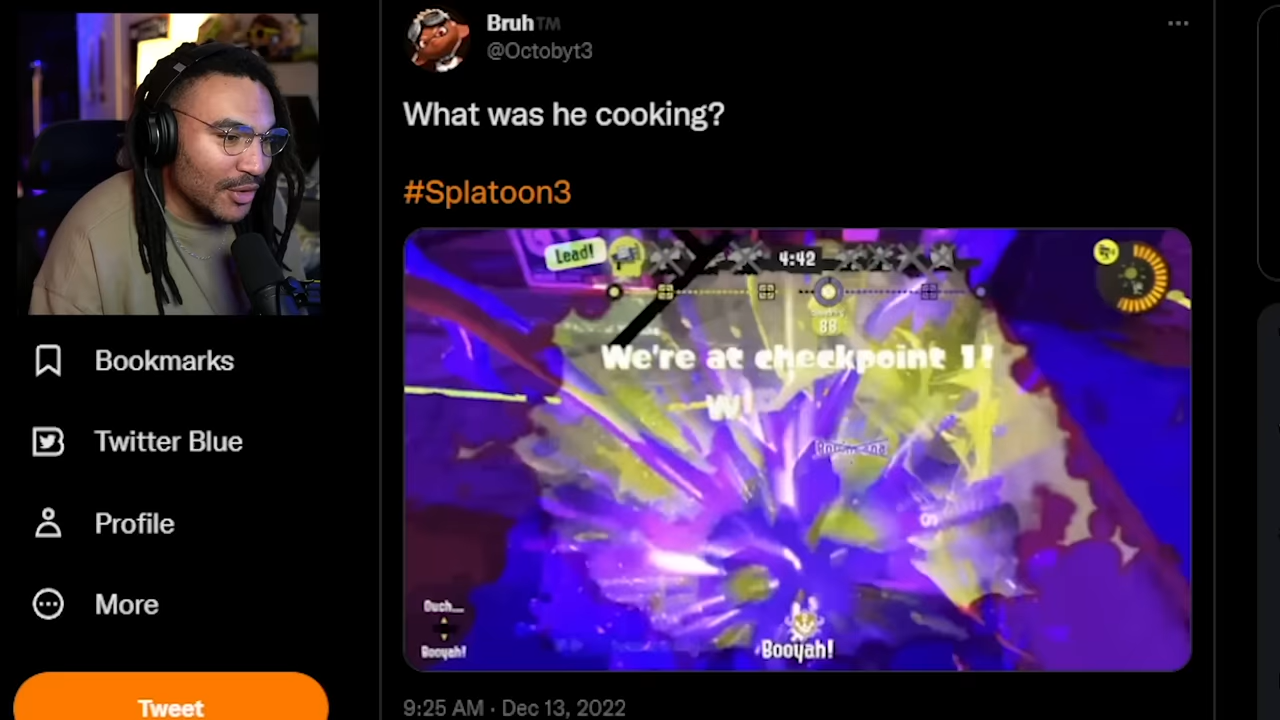 Bruh™
@Octobyt3
What was he cooking?
#Splatoon3
Lead!
4:42
88
We're at checkpoint 1!
W!
Ouch...
Booyah!
Booyah!
9:25 AM · Dec 13, 2022
Bookmarks
Twitter Blue
Profile
More
Tweet